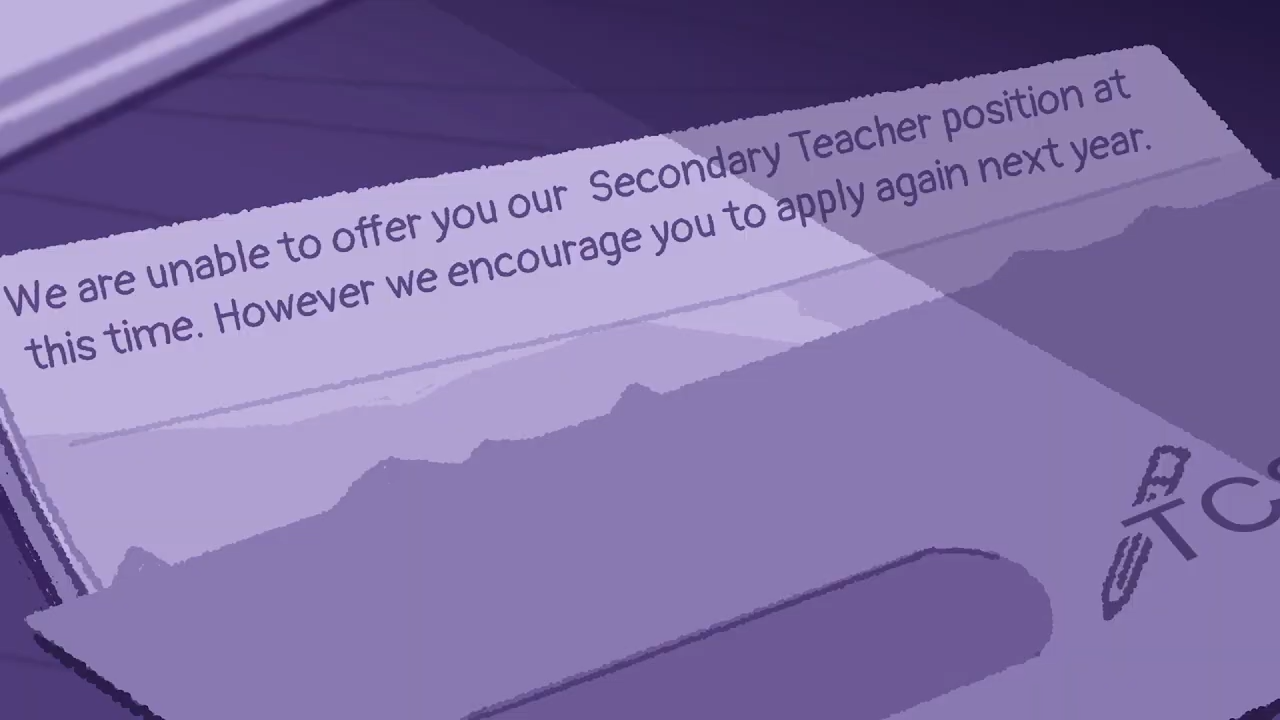 We are unable to offer you our Secondary Teacher position at
this time. However we encourage you to apply again next year.
TC